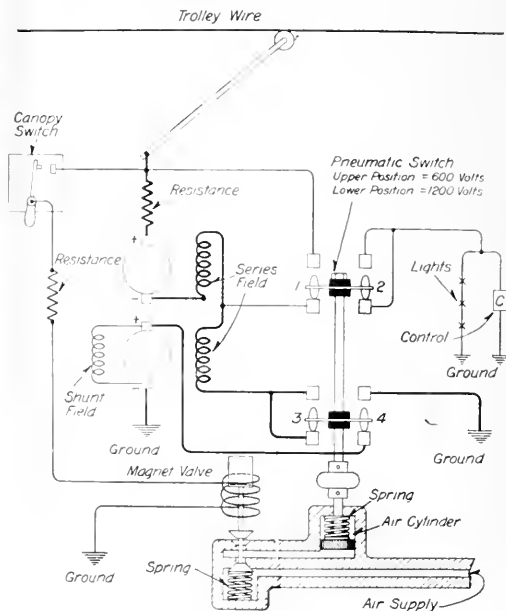 Trolley Wire
Canopy
Switch
Resistance
Pneumatic Switch
Upper Position = 600 Volts
Lower Position = 1200 Volts
Resistance
+
-
+
-
Series
Field
1
2
Lights
C
Control
Ground
Shunt
Field
Ground
3
4
Ground
Magnet Valve
Spring
Air Cylinder
Ground
Spring
Air Supply